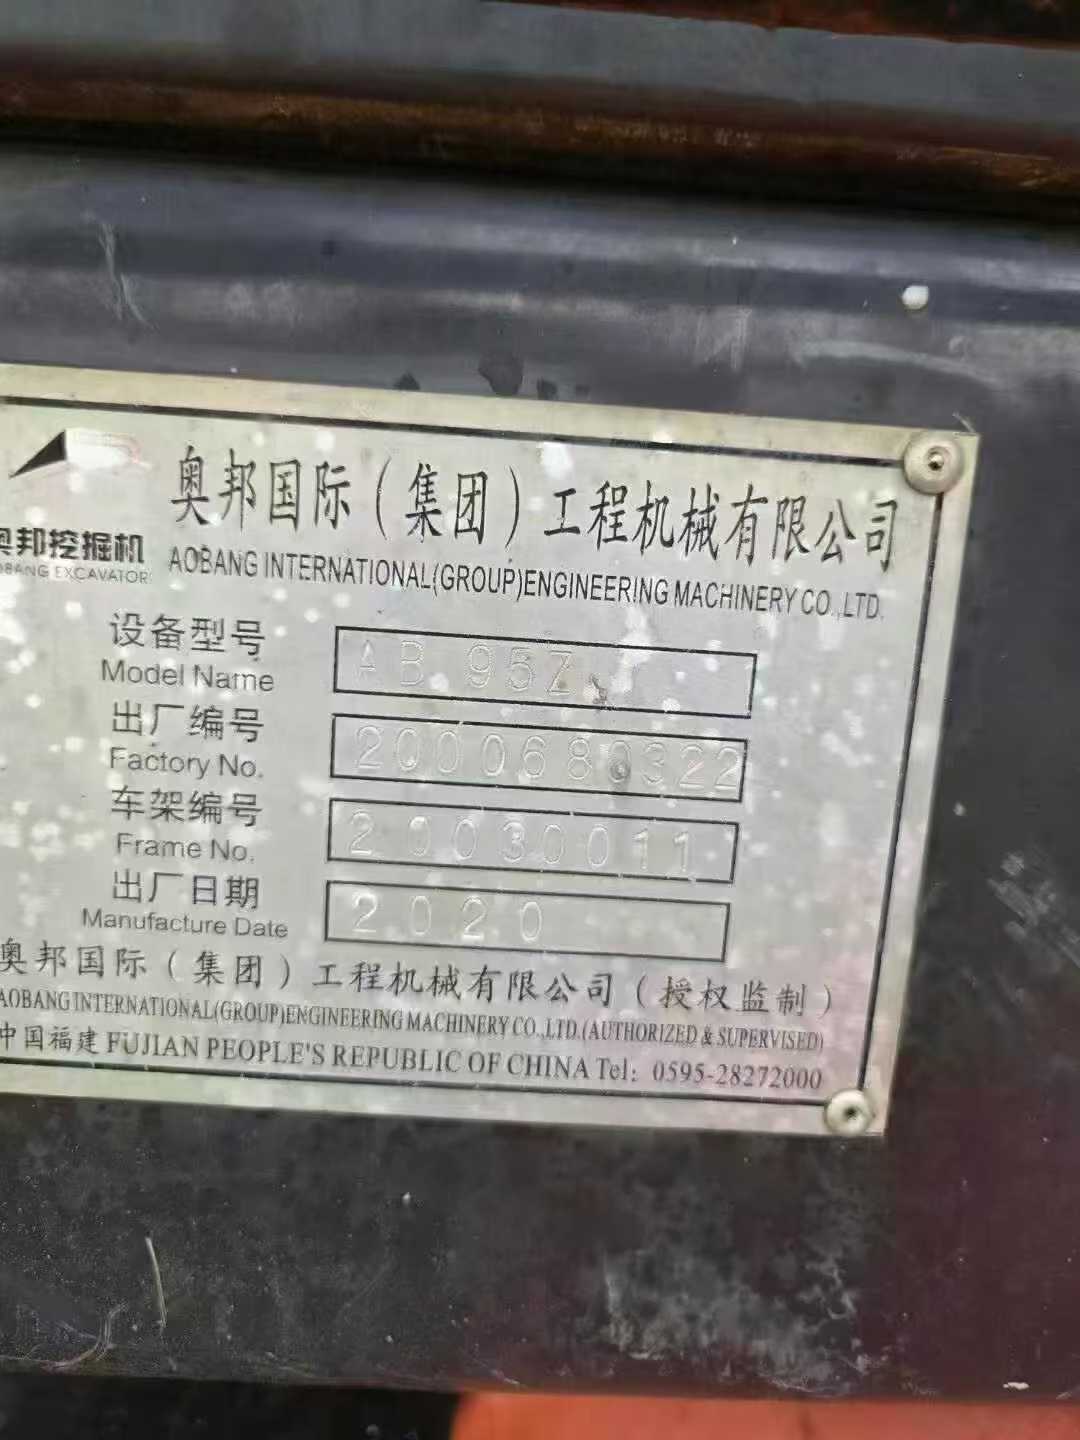 奥邦国际（集团）工程机械有限公司
AOBANG INTERNATIONAL(GROUP)ENGINEERING MACHINERY CO.,LTD.
奥邦挖掘机
OBANG EXCAVATOR
设备型号 AB 95Z
Model Name
出厂编号 2000680322
Factory No.
车架编号 20030011
Frame No.
出厂日期 2020
Manufacture Date
奥邦国际（集团）工程机械有限公司（授权监制）
AOBANG INTERNATIONAL(GROUP)ENGINEERING MACHINERY CO.,LTD.(AUTHORIZED & SUPERVISED)
中国福建 FUJIAN PEOPLE'S REPUBLIC OF CHINA Tel: 0595-28272000